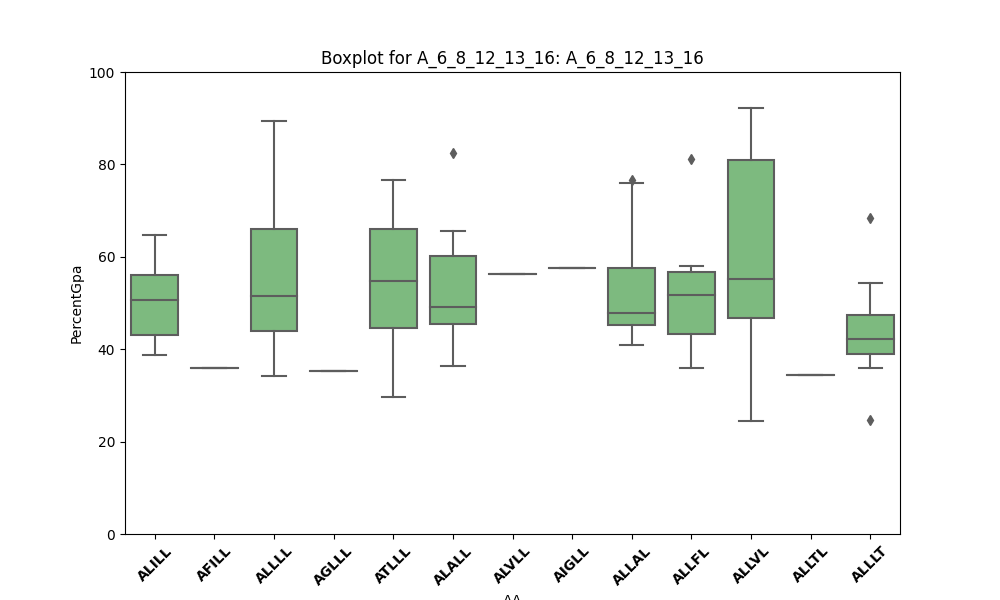 Boxplot for A_6_8_12_13_16: A_6_8_12_13_16
100
80
60
40
20
0
PercentGpa
ALILL AFILL ALLLL AGLLL ATLLL ALALL ALVLL AIGLL ALLAL ALLFL ALLVL ALLTL ALLLT
AA